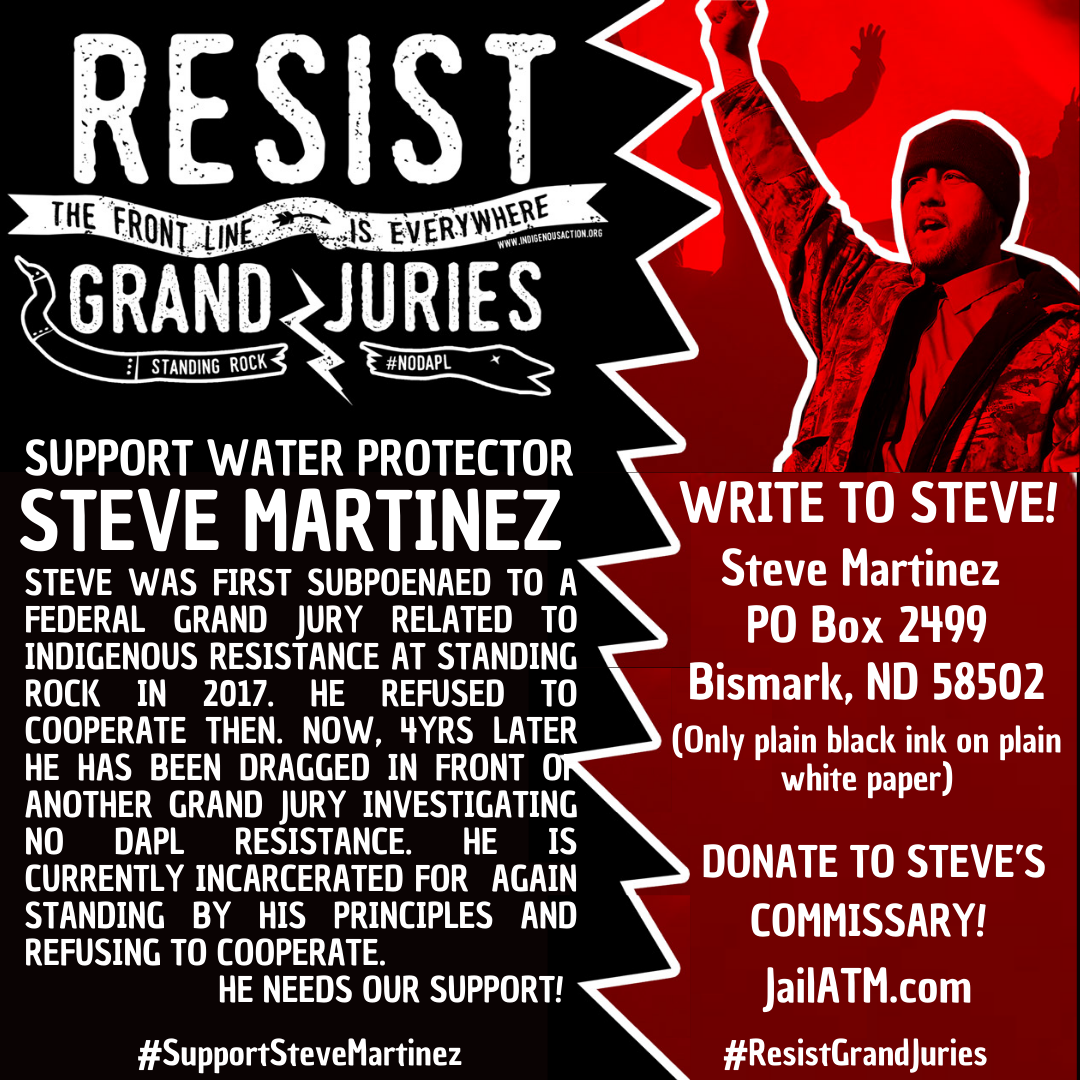 RESIST
THE FRONT LINE IS EVERYWHERE
WWW.INDIGENOUSACTION.ORG
GRAND JURIES
STANDING ROCK
#NODAPL
SUPPORT WATER PROTECTOR
STEVE MARTINEZ
STEVE WAS FIRST SUBPOENAED TO A
FEDERAL GRAND JURY RELATED TO
INDIGENOUS RESISTANCE AT STANDING
ROCK IN 2017. HE REFUSED TO
COOPERATE THEN. NOW, 4YRS LATER
HE HAS BEEN DRAGGED IN FRONT OF
ANOTHER GRAND JURY INVESTIGATING
NO DAPL RESISTANCE. HE IS
CURRENTLY INCARCERATED FOR AGAIN
STANDING BY HIS PRINCIPLES AND
REFUSING TO COOPERATE.
HE NEEDS OUR SUPPORT!
#SupportSteveMartinez
WRITE TO STEVE!
Steve Martinez
PO Box 2499
Bismark, ND 58502
(Only plain black ink on plain
white paper)
DONATE TO STEVE'S
COMMISSARY!
JailATM.com
#ResistGrandJuries